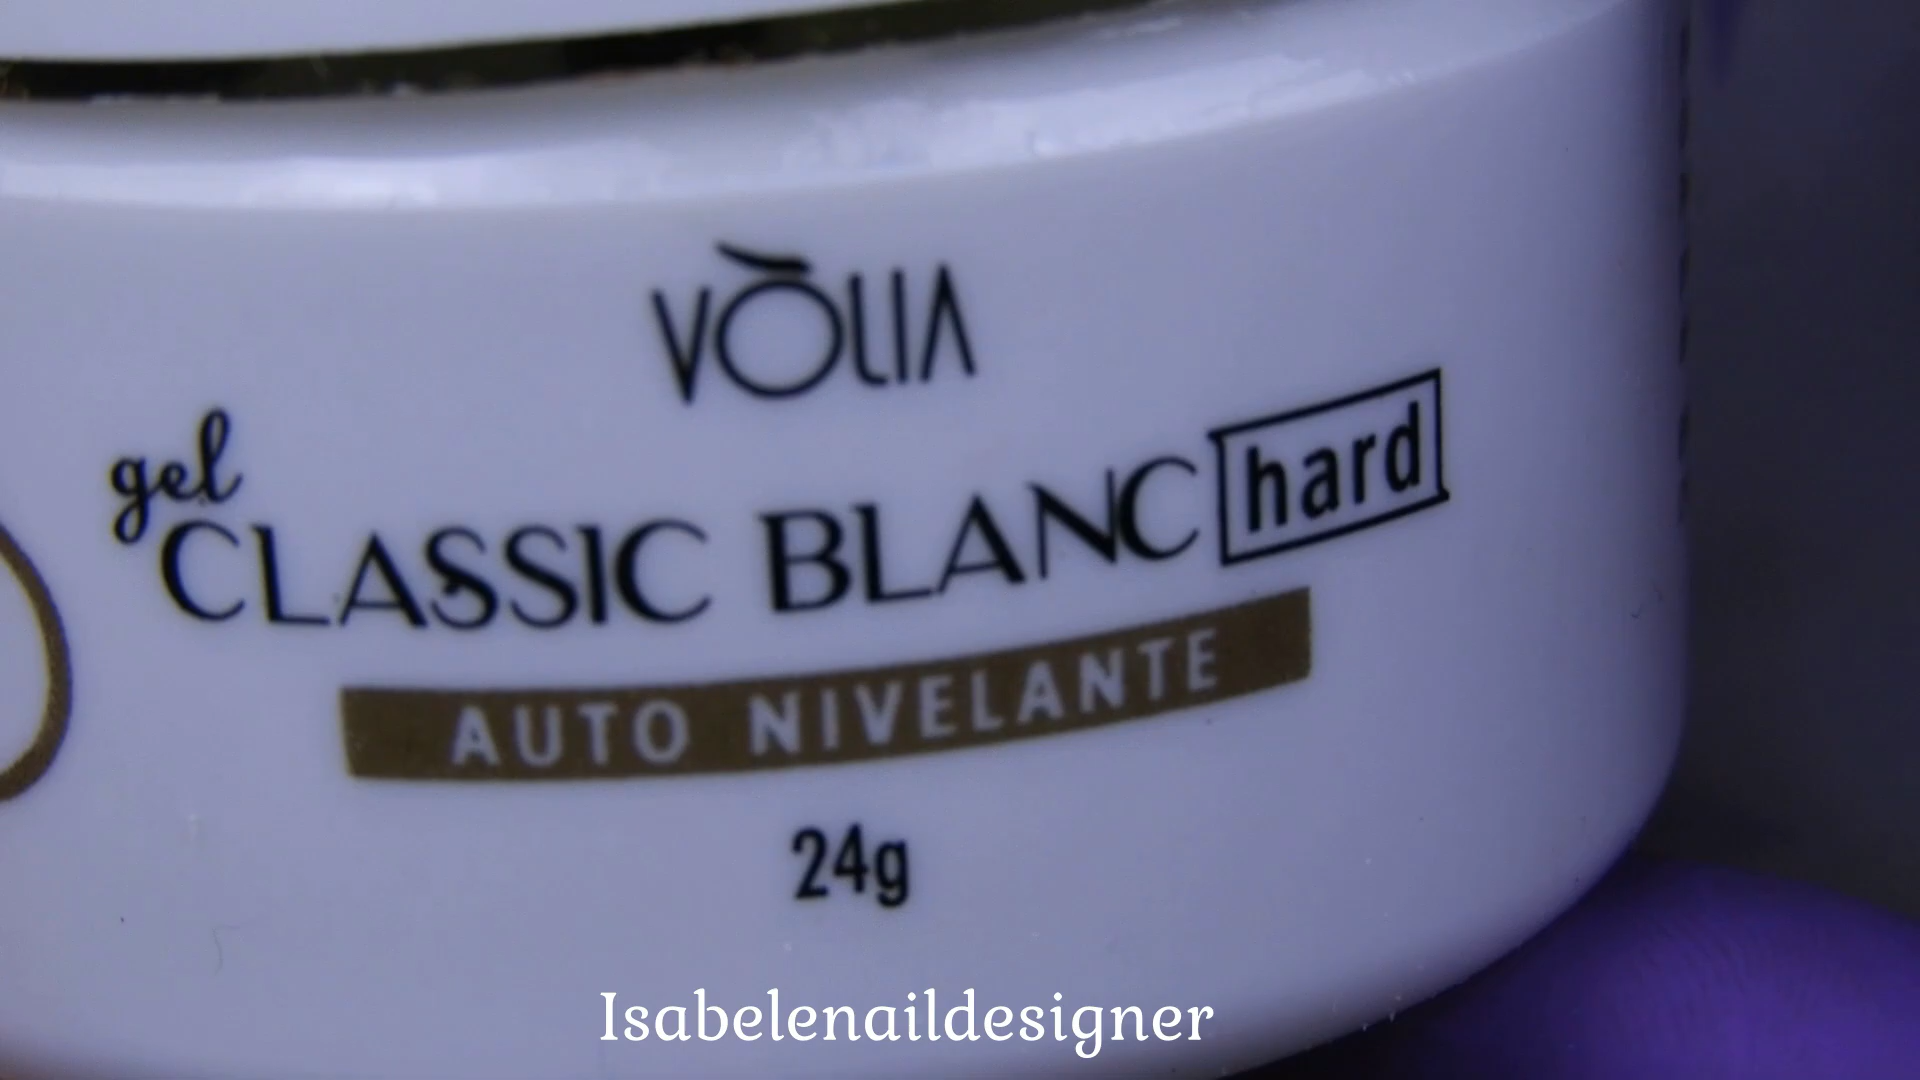 VÒLIA
gel
CLASSIC BLANC hard
AUTO NIVELANTE
24g
Isabelenaildesigner